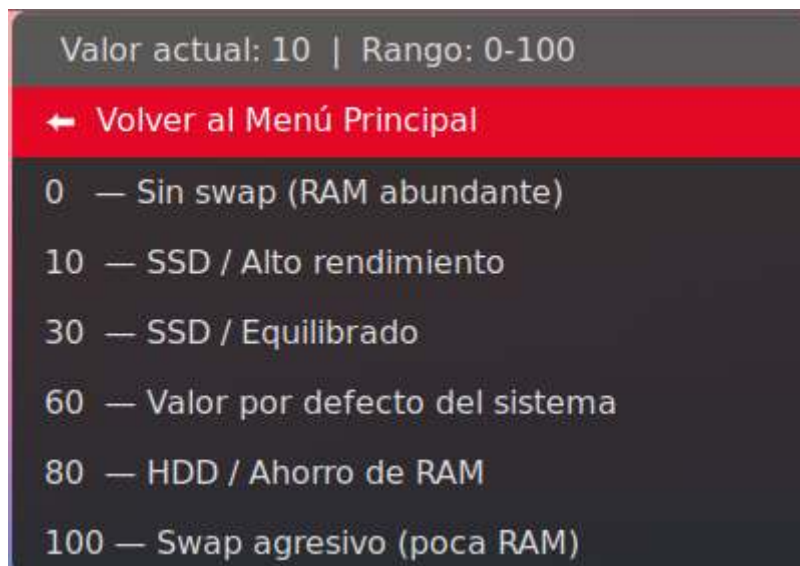 Valor actual: 10 | Rango: 0-100
⬅ Volver al Menú Principal
0 — Sin swap (RAM abundante)
10 — SSD / Alto rendimiento
30 — SSD / Equilibrado
60 — Valor por defecto del sistema
80 — HDD / Ahorro de RAM
100 — Swap agresivo (poca RAM)